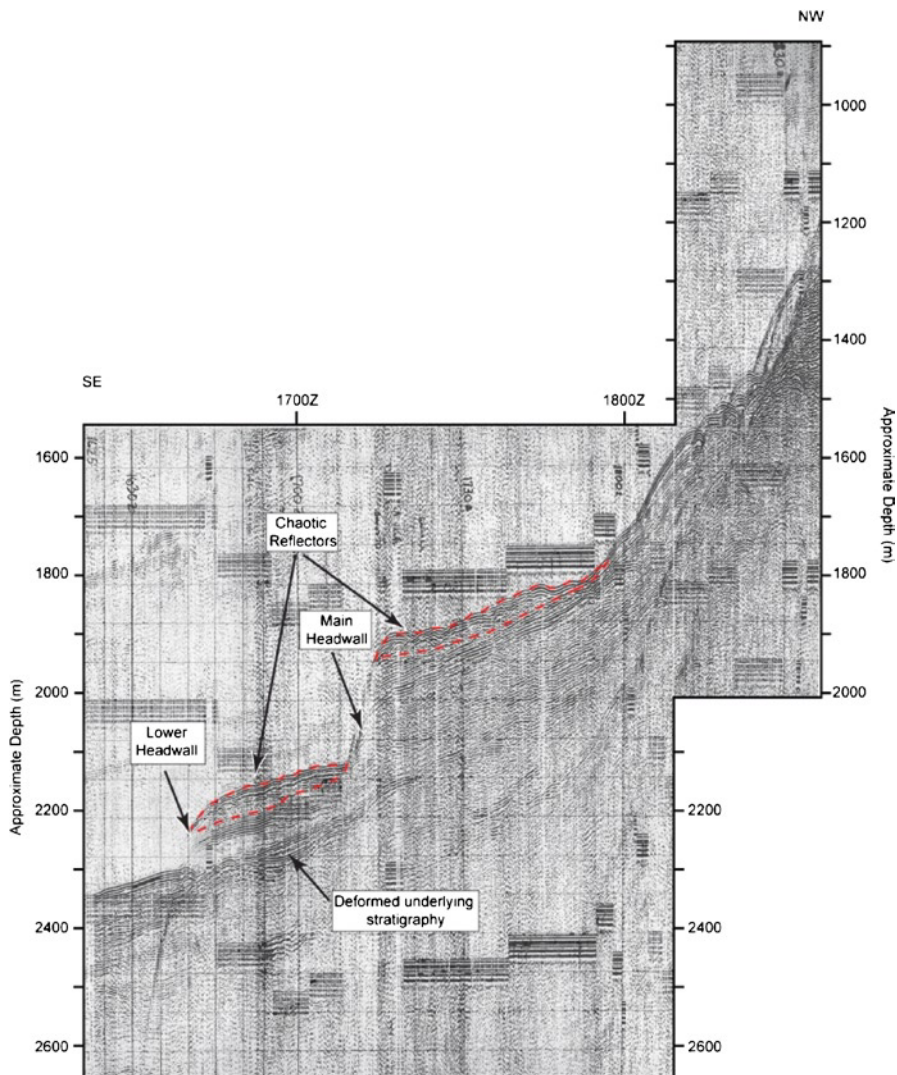 NW
1000
1200
1400
SE
1700Z
1800Z
1600
1600
Chaotic
Reflectors
1800
1800
Main
Headwall
Approximate Depth (m)
2000
2000
Lower
Headwall
Approximate Depth (m)
2200
2200
Deformed underlying
stratigraphy
2400
2400
2600
2600